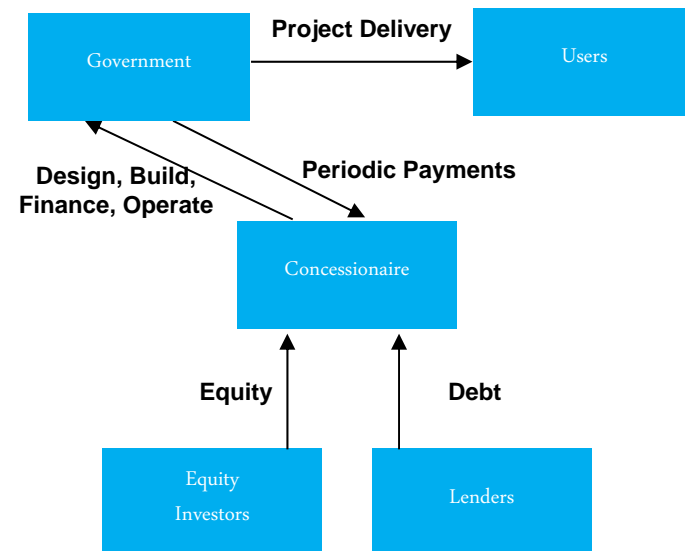 Project Delivery
Government
Users
Design, Build,
Finance, Operate
Periodic Payments
Concessionaire
Equity
Debt
Equity
Investors
Lenders